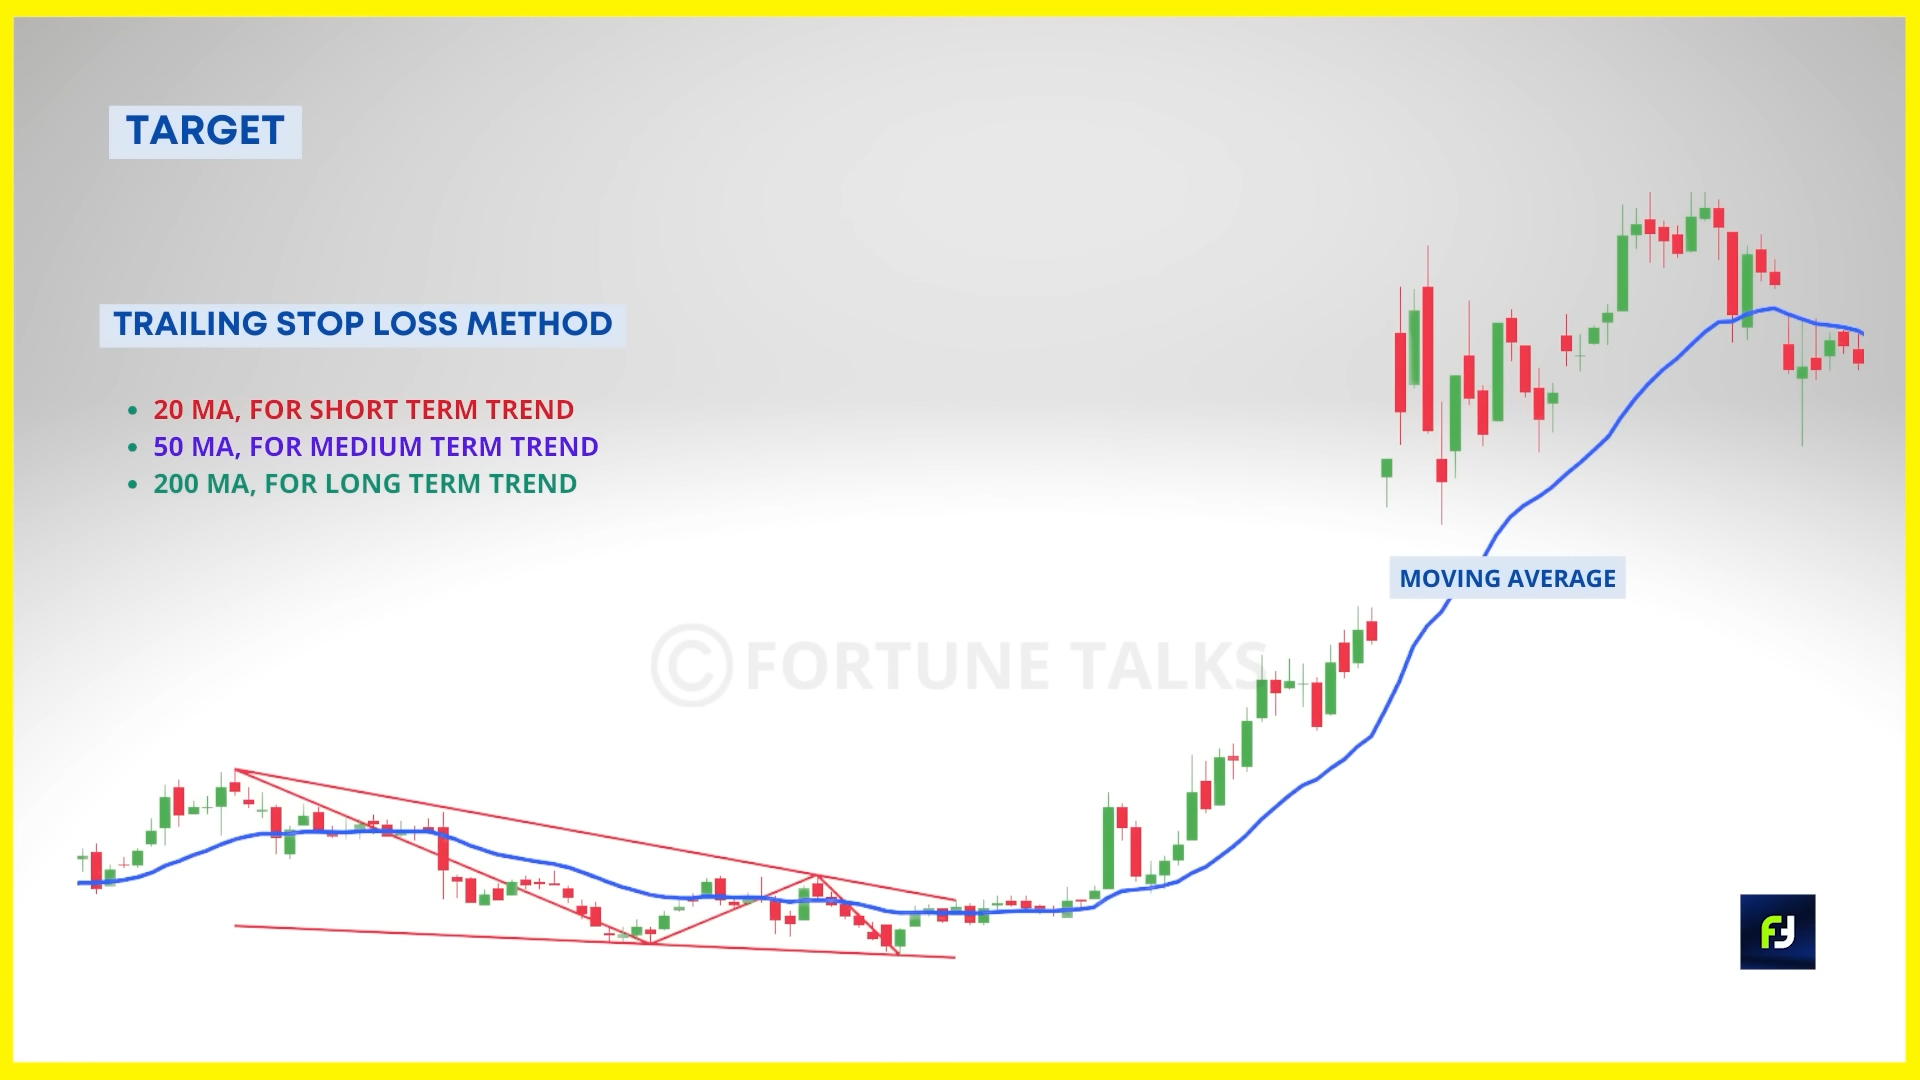 TARGET
TRAILING STOP LOSS METHOD
• 20 MA, FOR SHORT TERM TREND
• 50 MA, FOR MEDIUM TERM TREND
• 200 MA, FOR LONG TERM TREND
MOVING AVERAGE
© FORTUNE TALKS